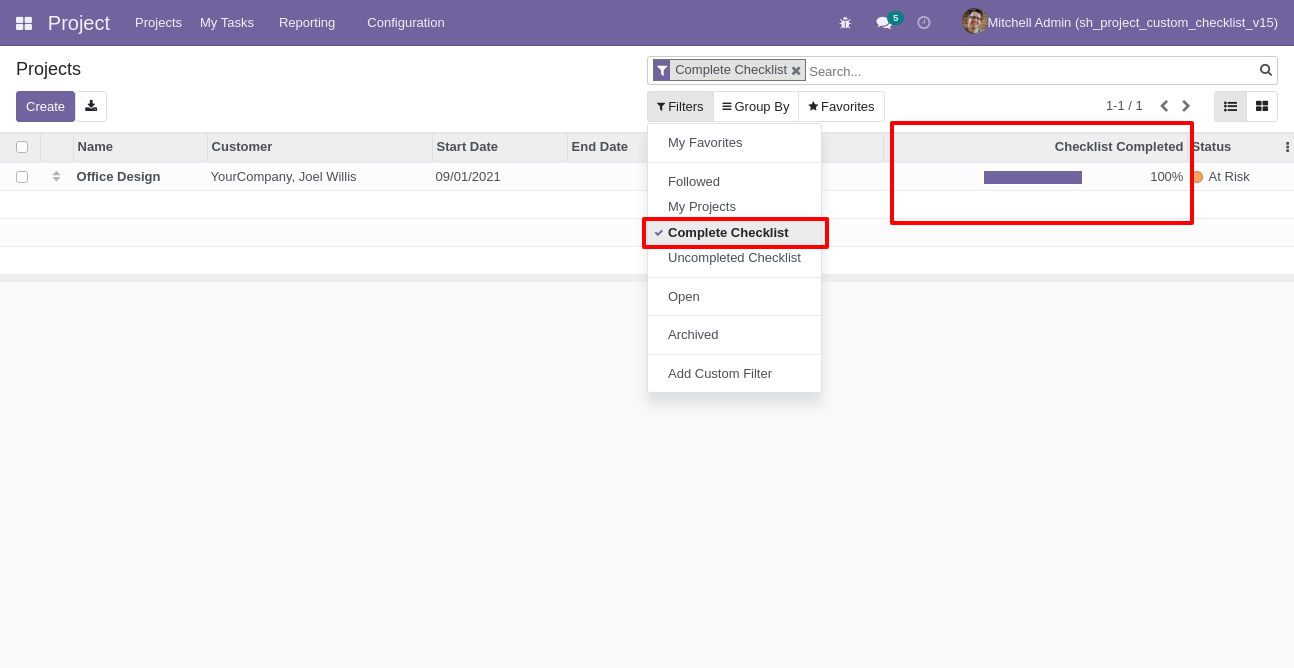 Project Projects My Tasks Reporting Configuration 5 Mitchell Admin (sh_project_custom_checklist_v15)
Projects
Complete Checklist Search...
Create
Filters Group By Favorites 1-1 / 1
Name Customer Start Date End Date Checklist Completed Status
Office Design YourCompany, Joel Willis 09/01/2021 100% At Risk
My Favorites
Followed
My Projects
Complete Checklist
Uncompleted Checklist
Open
Archived
Add Custom Filter